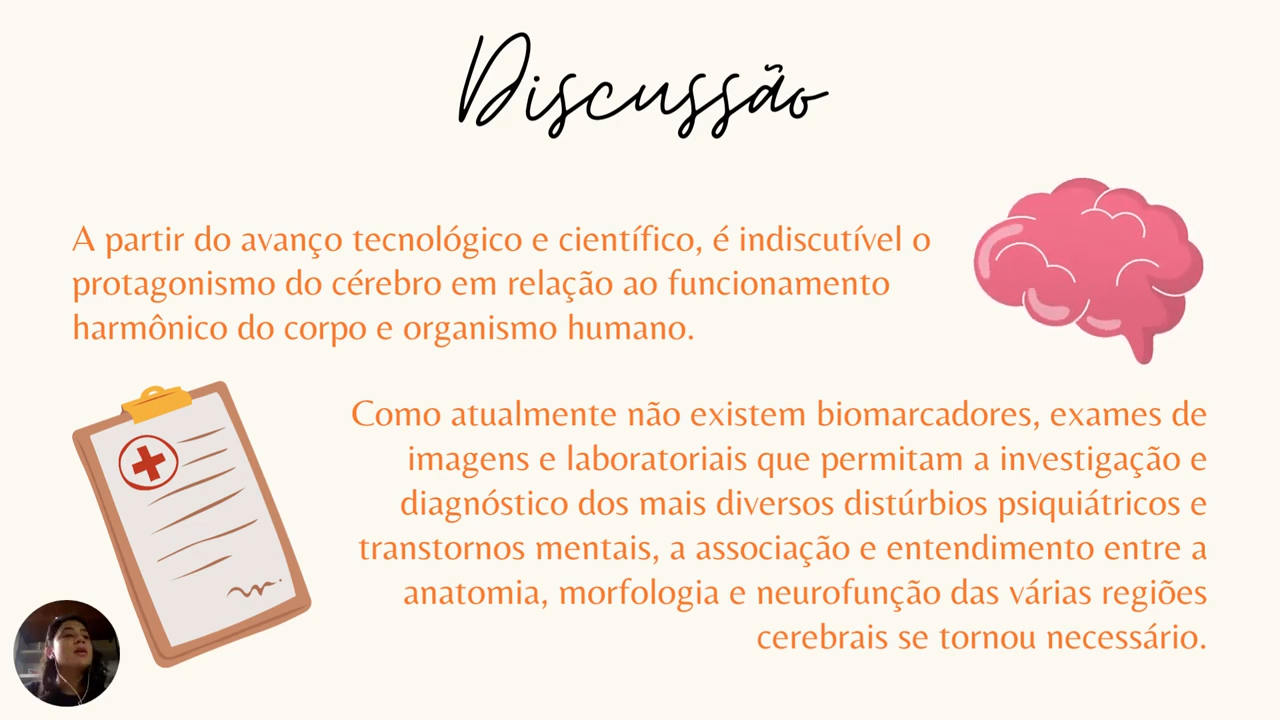 Discussão
A partir do avanço tecnológico e científico, é indiscutível o
protagonismo do cérebro em relação ao funcionamento
harmônico do corpo e organismo humano.
Como atualmente não existem biomarcadores, exames de
imagens e laboratoriais que permitam a investigação e
diagnóstico dos mais diversos distúrbios psiquiátricos e
transtornos mentais, a associação e entendimento entre a
anatomia, morfologia e neurofunção das várias regiões
cerebrais se tornou necessário.